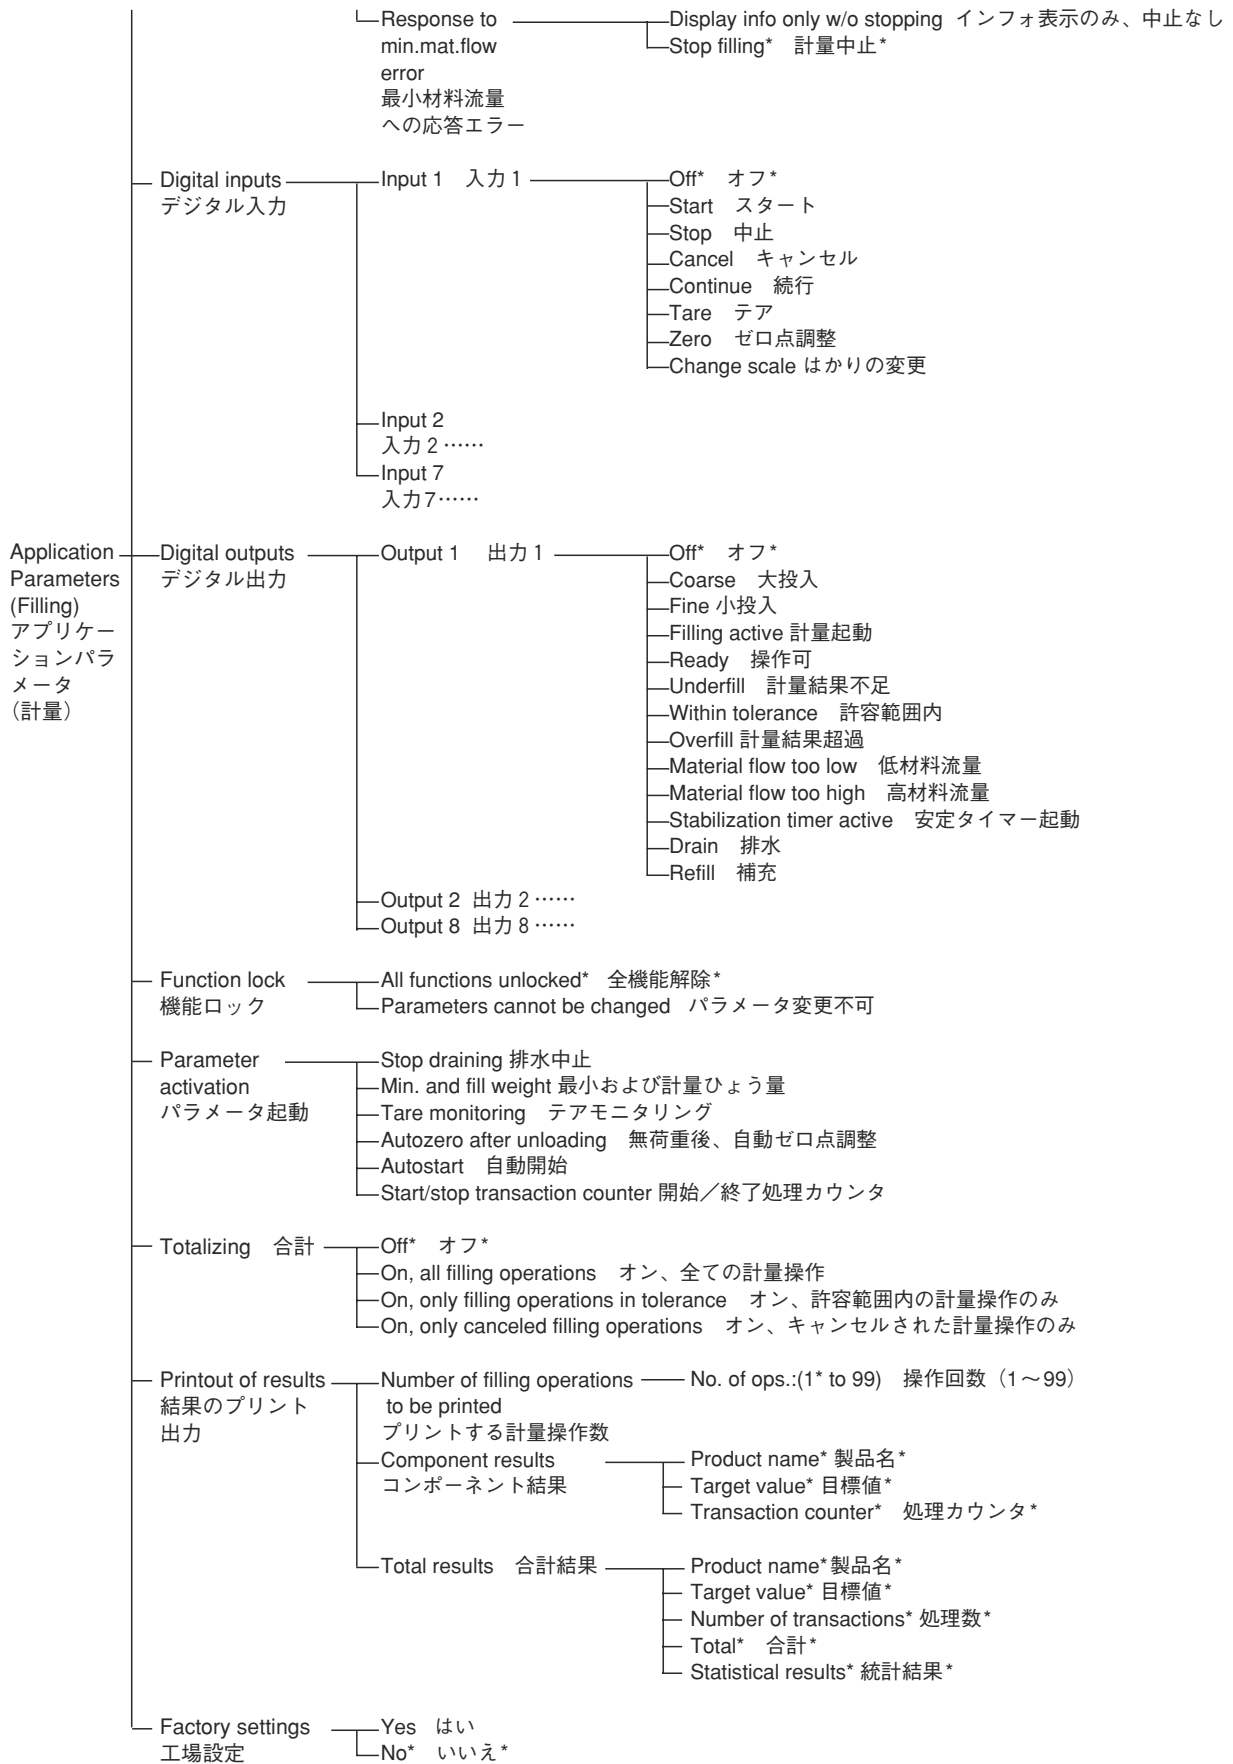 Response to
min.mat.flow
error
最小材料流量
への応答エラー
Display info only w/o stopping インフォ表示のみ、中止なし
Stop filling* 計量中止*
Digital inputs
デジタル入力
Input 1 入力 1
Off* オフ*
Start スタート
Stop 中止
Cancel キャンセル
Continue 続行
Tare テア
Zero ゼロ点調整
Change scale はかりの変更
Input 2
入力 2 ……
Input 7
入力 7……
Application
Parameters
(Filling)
アプリケー
ションパラ
メータ
（計量）
Digital outputs
デジタル出力
Output 1 出力 1
Off* オフ*
Coarse 大投入
Fine 小投入
Filling active 計量起動
Ready 操作可
Underfill 計量結果不足
Within tolerance 許容範囲内
Overfill 計量結果超過
Material flow too low 低材料流量
Material flow too high 高材料流量
Stabilization timer active 安定タイマー起動
Drain 排水
Refill 補充
Output 2 出力 2 ……
Output 8 出力 8 ……
Function lock
機能ロック
All functions unlocked* 全機能解除*
Parameters cannot be changed パラメータ変更不可
Parameter
activation
パラメータ起動
Stop draining 排水中止
Min. and fill weight 最小および計量ひょう量
Tare monitoring テアモニタリング
Autozero after unloading 無荷重後、自動ゼロ点調整
Autostart 自動開始
Start/stop transaction counter 開始／終了処理カウンタ
Totalizing 合計
Off* オフ*
On, all filling operations オン、全ての計量操作
On, only filling operations in tolerance オン、許容範囲内の計量操作のみ
On, only canceled filling operations オン、キャンセルされた計量操作のみ
Printout of results
結果のプリント
出力
Number of filling operations
to be printed
プリントする計量操作数
No. of ops.:(1* to 99) 操作回数（1～99）
Component results
コンポーネント結果
Product name* 製品名*
Target value* 目標値*
Transaction counter* 処理カウンタ*
Total results 合計結果
Product name* 製品名*
Target value* 目標値*
Number of transactions* 処理数*
Total* 合計*
Statistical results* 統計結果*
Factory settings
工場設定
Yes はい
No* いいえ*